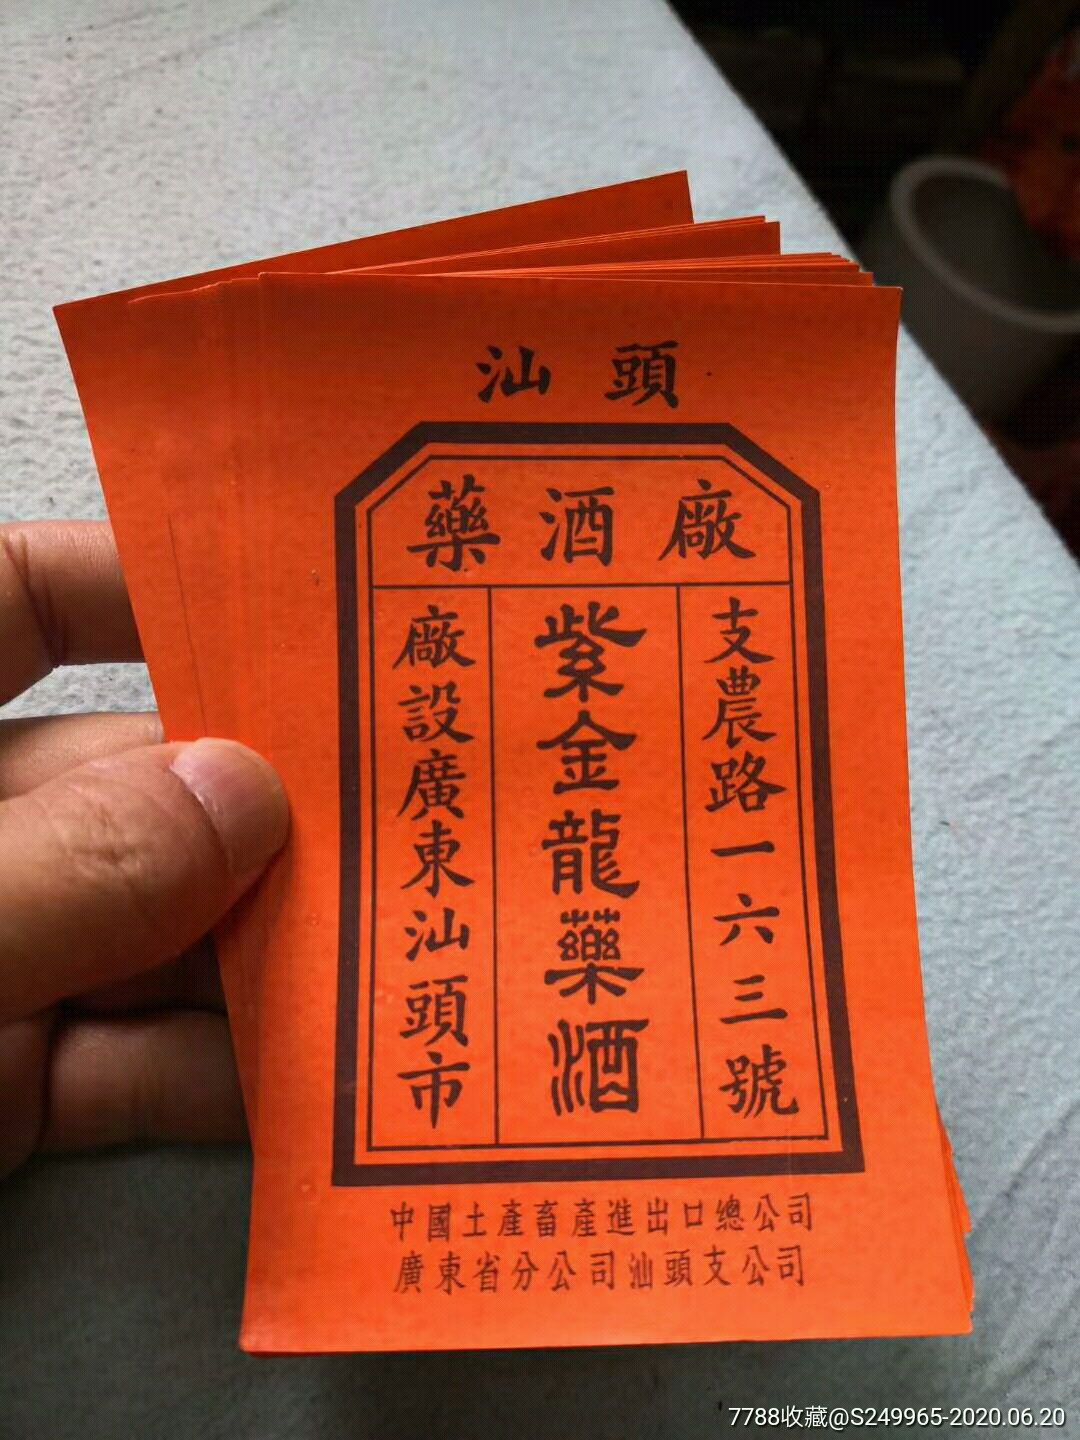 汕頭
藥酒廠
廠設廣東汕頭市
紫金龍藥酒
支農路一六三號
中國土產畜產進出口總公司
廣東省分公司汕頭支公司
7788收藏@S249965-2020.06.20